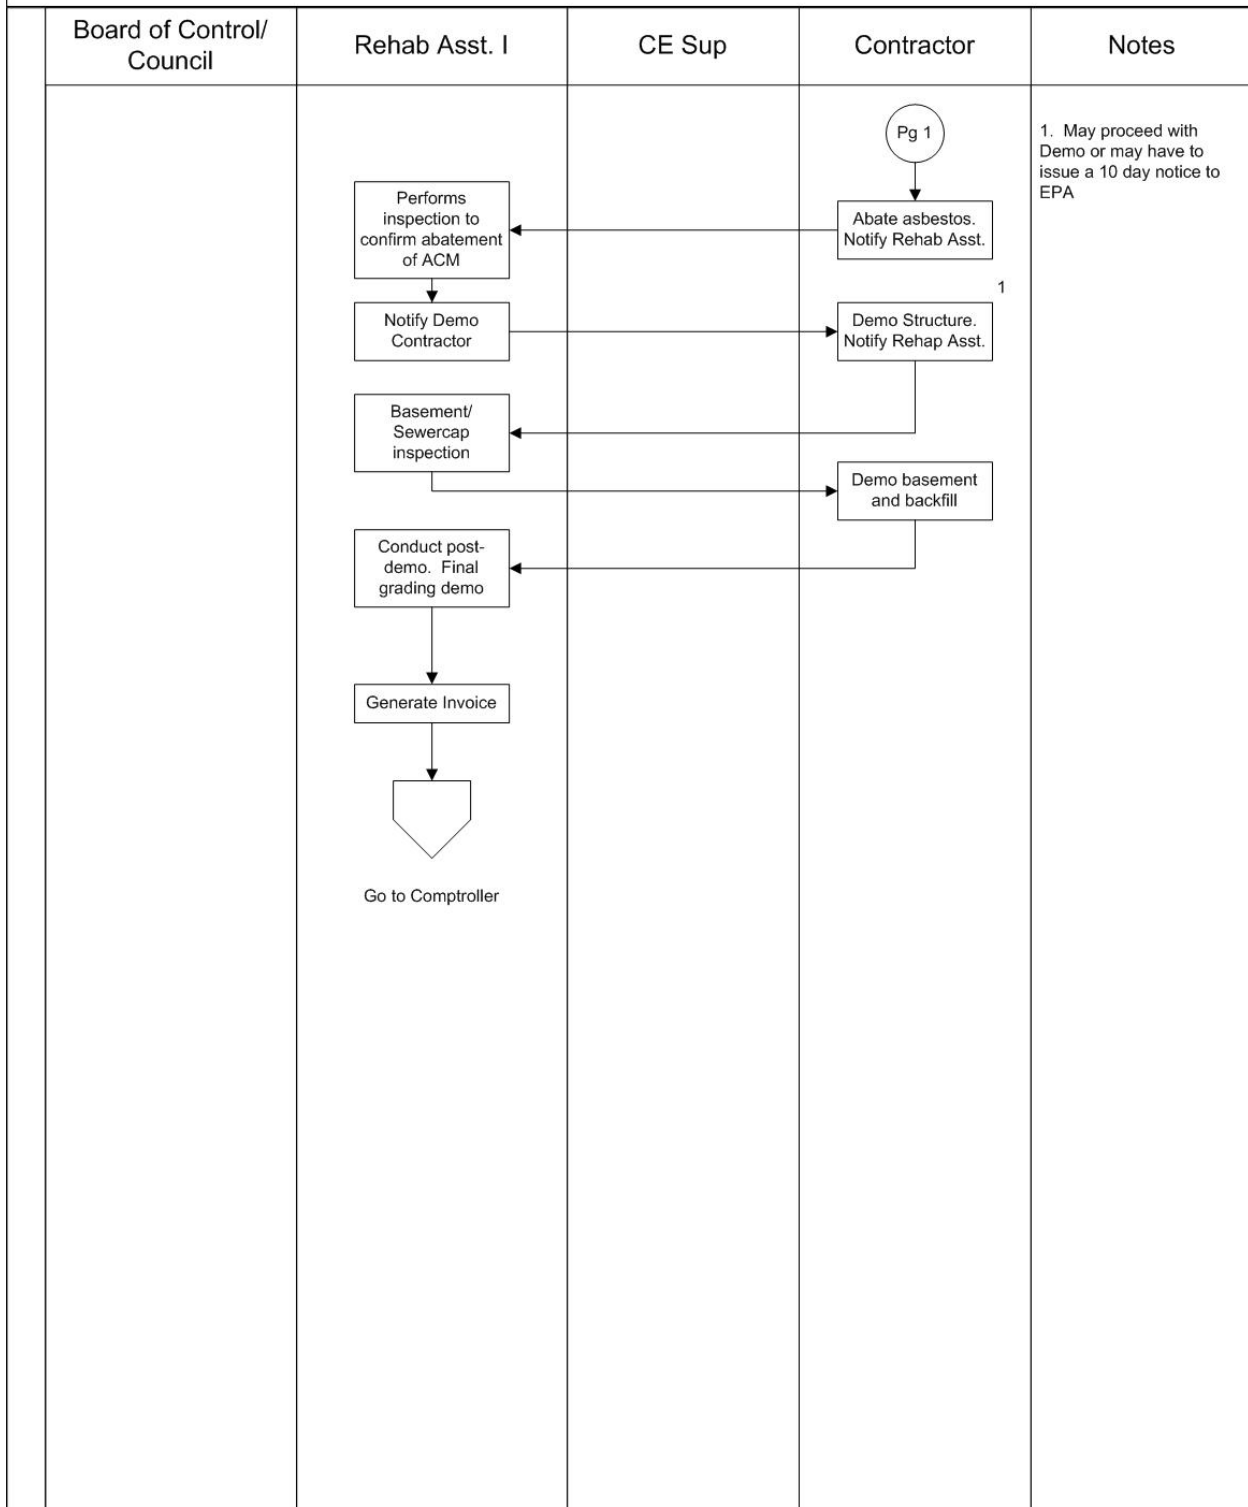 Board of Control/
Council
Rehab Asst. I
CE Sup
Contractor
Notes
Pg 1
1.  May proceed with
Demo or may have to
issue a 10 day notice to
EPA
Performs
inspection to
confirm abatement
of ACM
Abate asbestos.
Notify Rehab Asst.
1
Notify Demo
Contractor
Demo Structure.
Notify Rehap Asst.
Basement/
Sewercap
inspection
Demo basement
and backfill
Conduct post-
demo.  Final
grading demo
Generate Invoice
Go to Comptroller